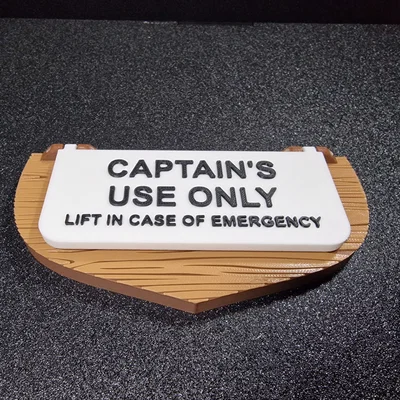 CAPTAIN'S
USE ONLY
LIFT IN CASE OF EMERGENCY